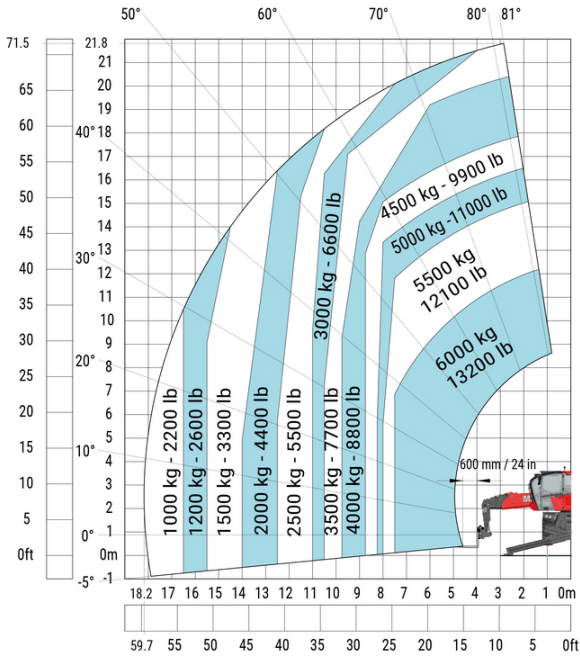 50° 60° 70° 80° 81°
71.5 21.8
21
65 20
19
60 40° 18
17
55 16
50 15
14
45 30° 13
40 12
11
35 10
30 9
20° 8
25 7
20 6
5
15 10° 4
10 3
2
5 0° 1
0ft 0m
-5° -1
1000 kg - 2200 lb
1200 kg - 2600 lb
1500 kg - 3300 lb
2000 kg - 4400 lb
2500 kg - 5500 lb
3000 kg - 6600 lb
3500 kg - 7700 lb
4000 kg - 8800 lb
4500 kg - 9900 lb
5000 kg -11000 lb
5500 kg
12100 lb
6000 kg
13200 lb
600 mm / 24 in
18.2 17 16 15 14 13 12 11 10 9 8 7 6 5 4 3 2 1 0m
59.7 55 50 45 40 35 30 25 20 15 10 5 0ft